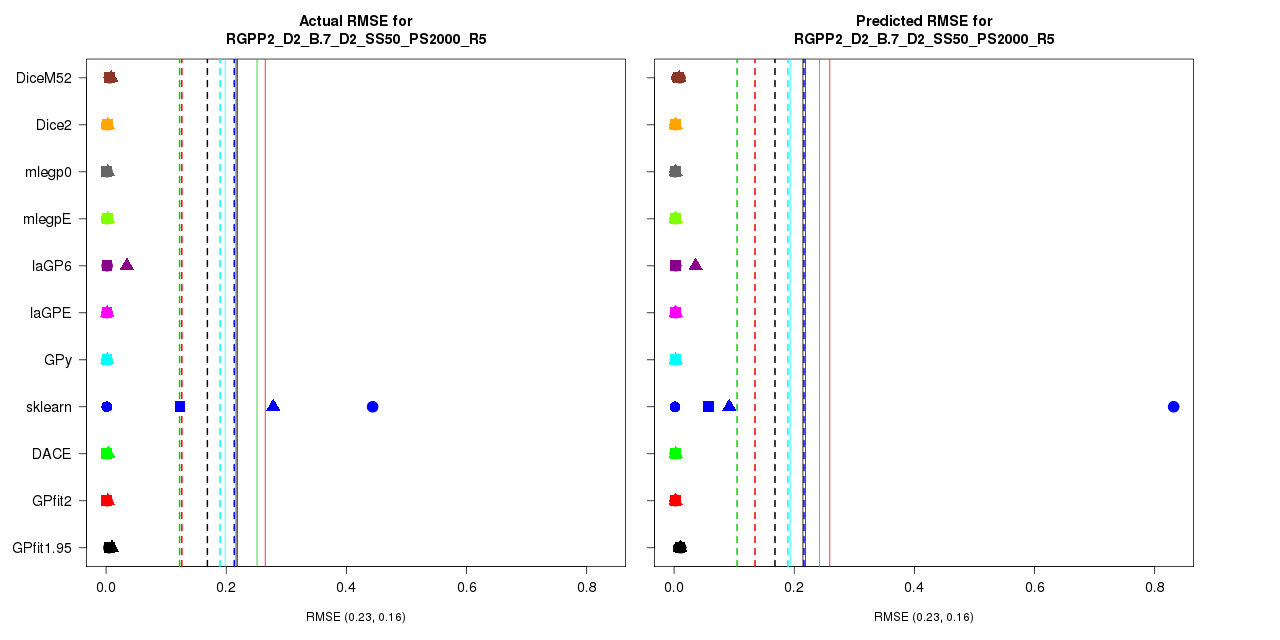 Actual RMSE for
RGPP2_D2_B.7_D2_SS50_PS2000_R5
Predicted RMSE for
RGPP2_D2_B.7_D2_SS50_PS2000_R5
DiceM52
Dice2
mlegp0
mlegpE
laGP6
laGPE
GPy
sklearn
DACE
GPfit2
GPfit1.95
0.0 0.2 0.4 0.6 0.8
0.0 0.2 0.4 0.6 0.8
RMSE (0.23, 0.16)
RMSE (0.23, 0.16)